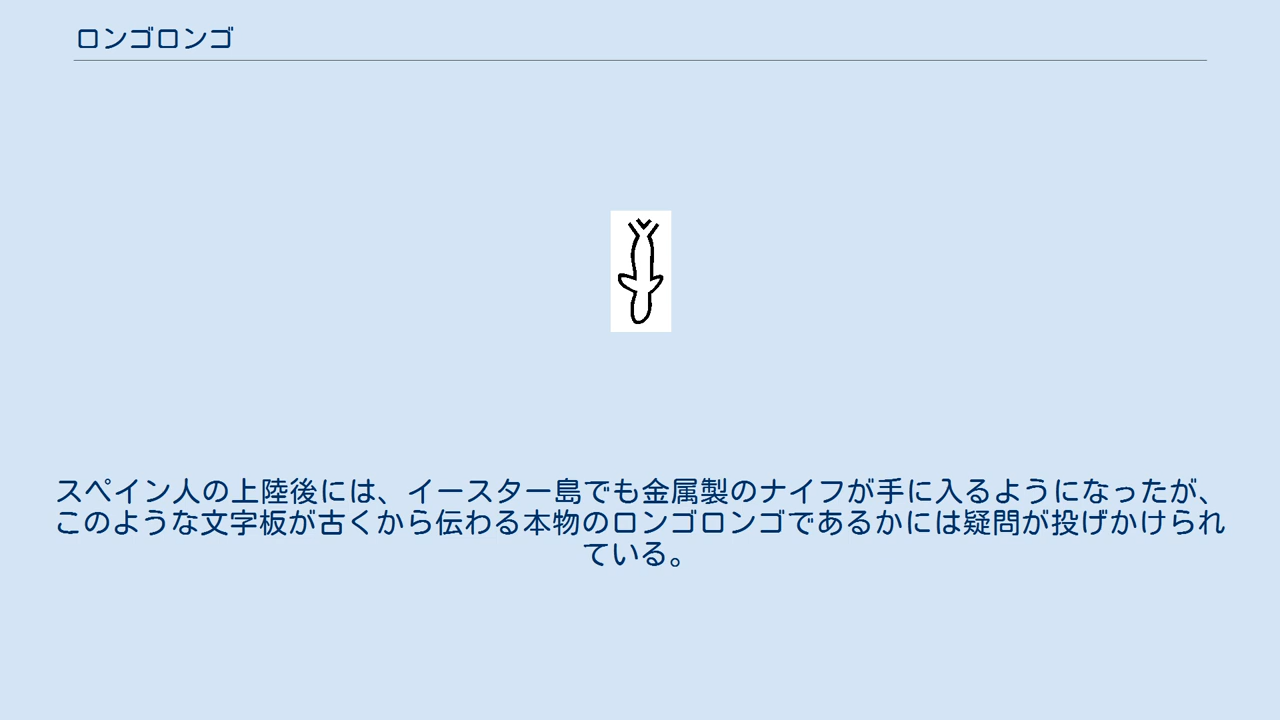 ロンゴロンゴ
スペイン人の上陸後には、イースター島でも金属製のナイフが手に入るようになったが、
このような文字板が古くから伝わる本物のロンゴロンゴであるかには疑問が投げかけられ
ている。